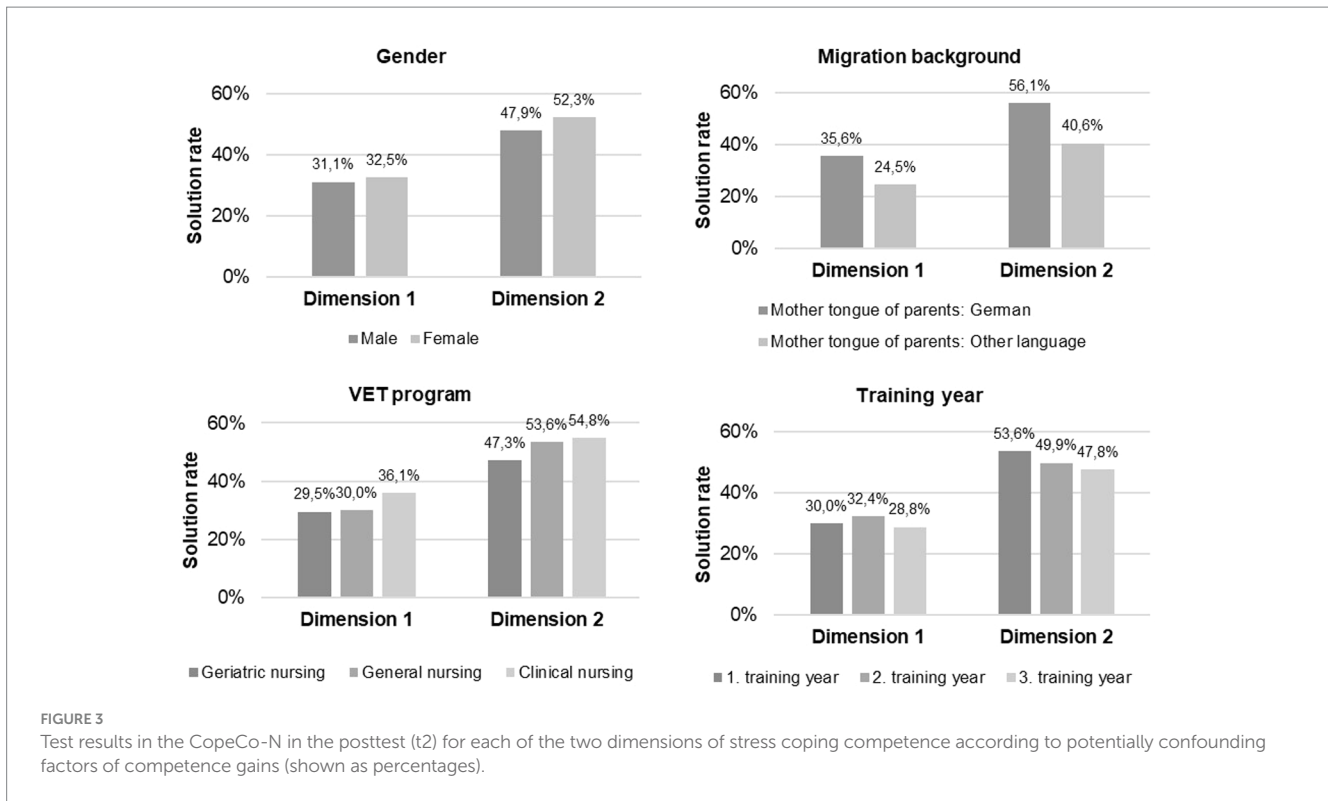 Gender
60%
40%
20%
0%
Solution rate
31,1%
32,5%
47,9%
52,3%
Dimension 1
Dimension 2
Male
Female
Migration background
60%
40%
20%
0%
Solution rate
35,6%
24,5%
56,1%
40,6%
Dimension 1
Dimension 2
Mother tongue of parents: German
Mother tongue of parents: Other language
VET program
60%
40%
20%
0%
Solution rate
29,5%
30,0%
36,1%
47,3%
53,6%
54,8%
Dimension 1
Dimension 2
Geriatric nursing
General nursing
Clinical nursing
Training year
60%
40%
20%
0%
Solution rate
30,0%
32,4%
28,8%
53,6%
49,9%
47,8%
Dimension 1
Dimension 2
1. training year
2. training year
3. training year
FIGURE 3
Test results in the CopeCo-N in the posttest (t2) for each of the two dimensions of stress coping competence according to potentially confounding
factors of competence gains (shown as percentages).